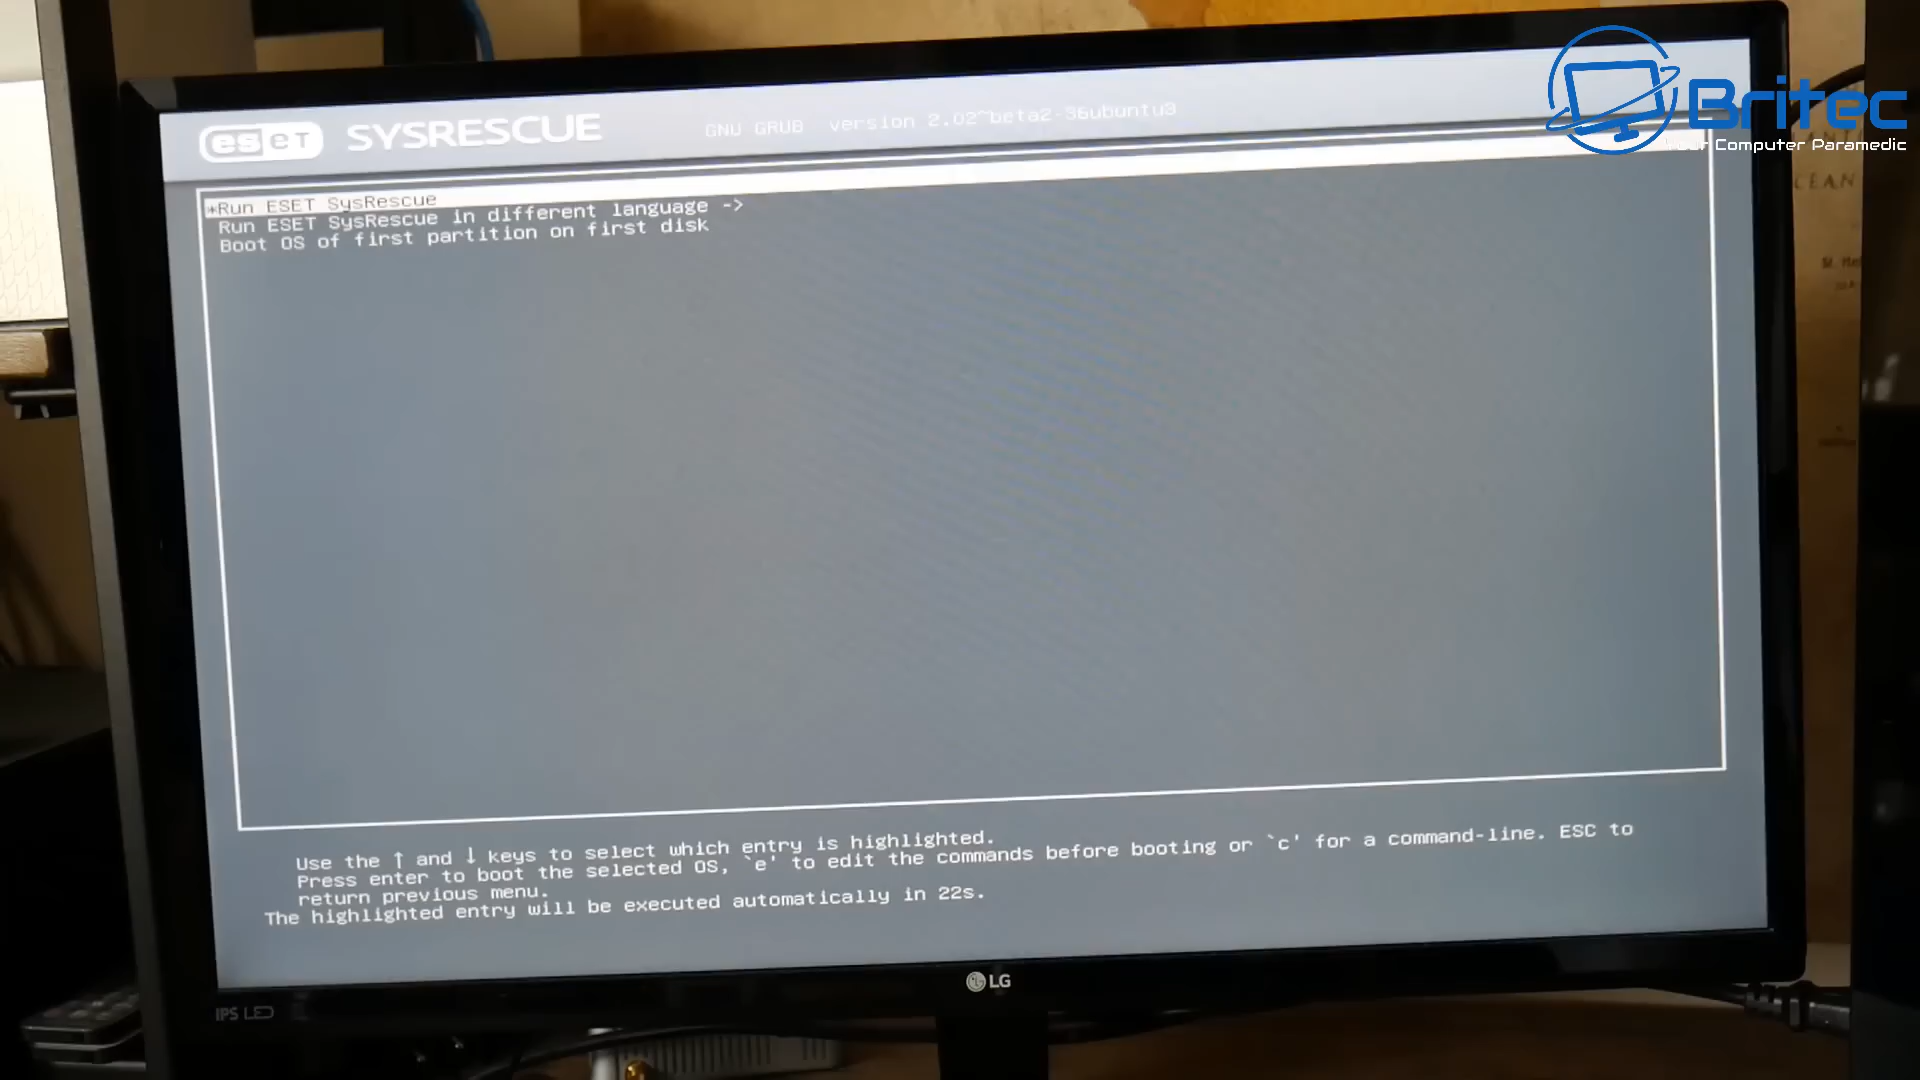 Britec
Your Computer Paramedic
eset SYSRESCUE
GNU GRUB version 2.02~beta2-36ubuntu3
*Run ESET SysRescue
Run ESET SysRescue in different language ->
Boot OS of first partition on first disk
Use the ↑ and ↓ keys to select which entry is highlighted.
Press enter to boot the selected OS, `e' to edit the commands before booting or `c' for a command-line. ESC to
return previous menu.
The highlighted entry will be executed automatically in 22s.
LG
IPS LED